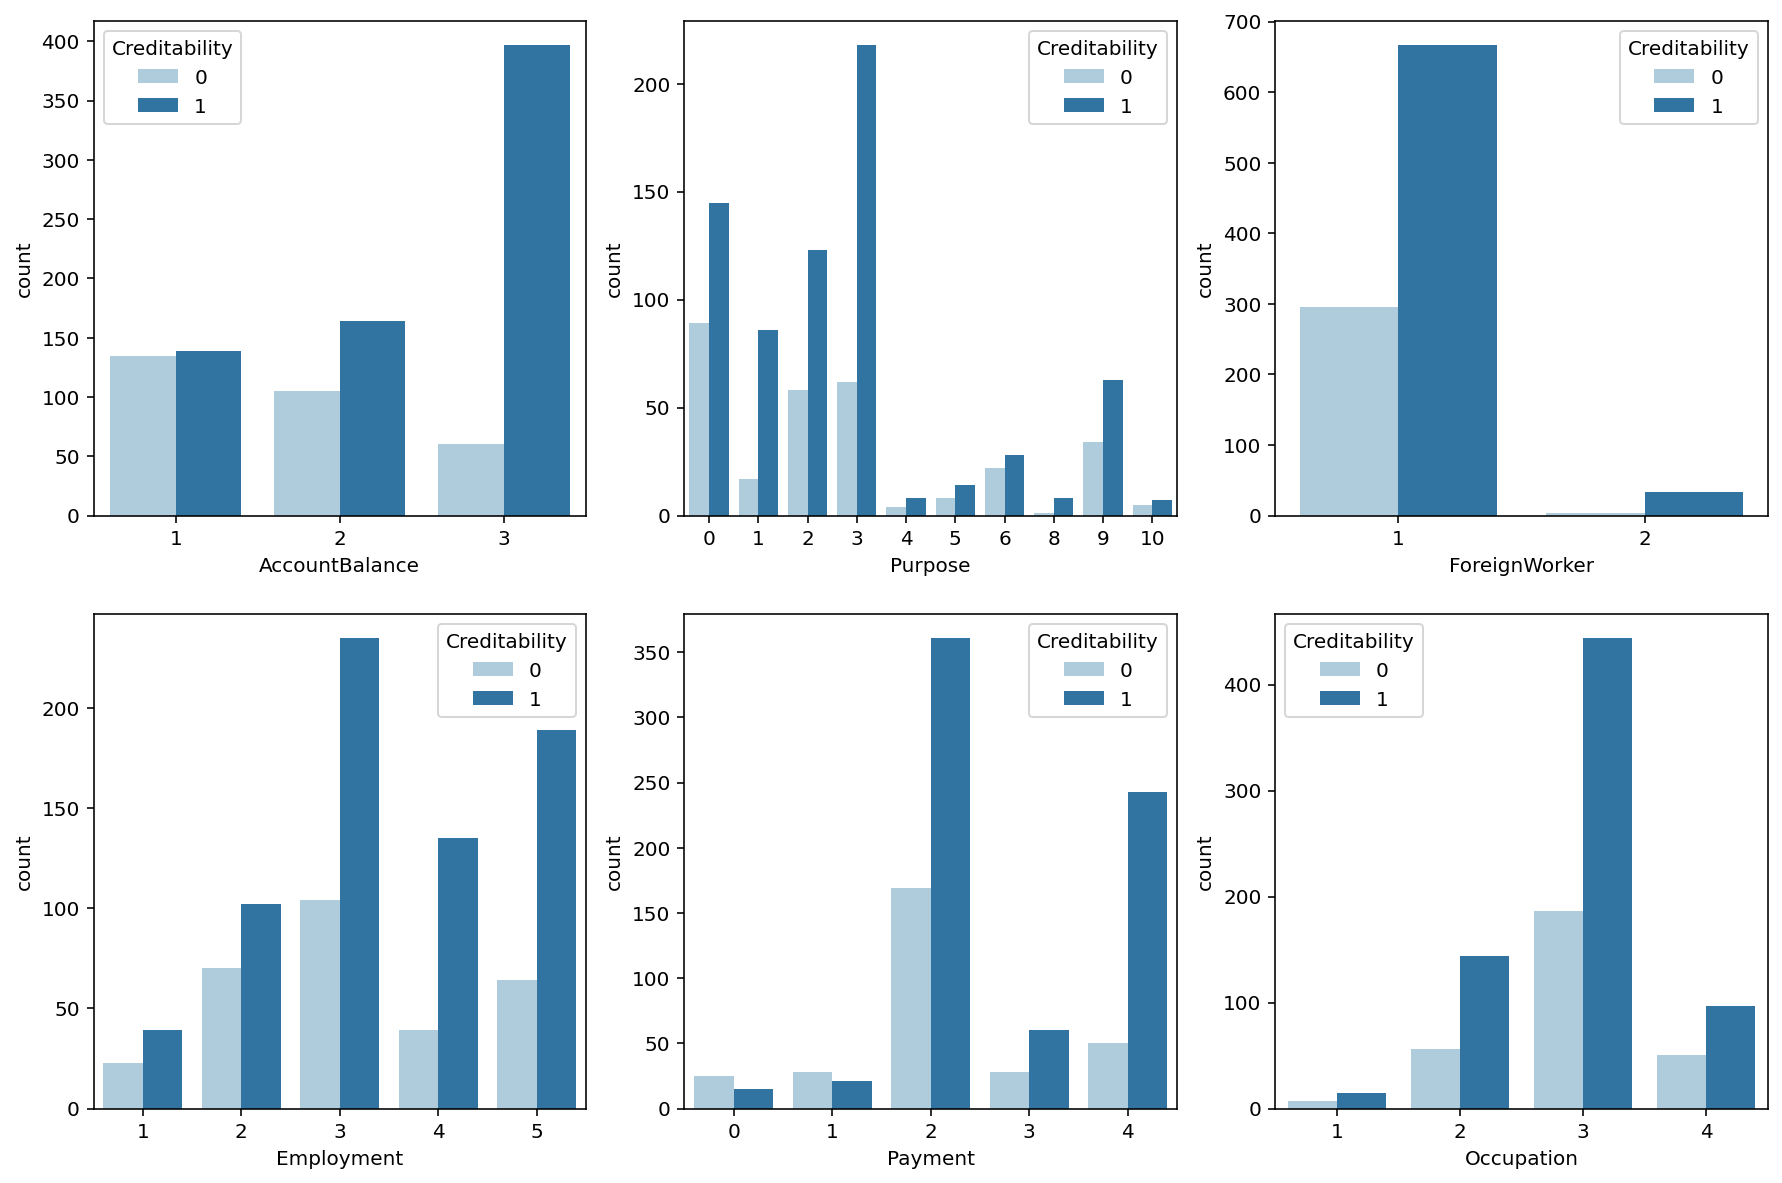 Creditability
0
1
400
350
300
250
200
150
100
50
0
count
1 2 3
AccountBalance
Creditability
0
1
200
150
100
50
0
count
0 1 2 3 4 5 6 8 9 10
Purpose
Creditability
0
1
700
600
500
400
300
200
100
0
count
1 2
ForeignWorker
Creditability
0
1
200
150
100
50
0
count
1 2 3 4 5
Employment
Creditability
0
1
350
300
250
200
150
100
50
0
count
0 1 2 3 4
Payment
Creditability
0
1
400
300
200
100
0
count
1 2 3 4
Occupation